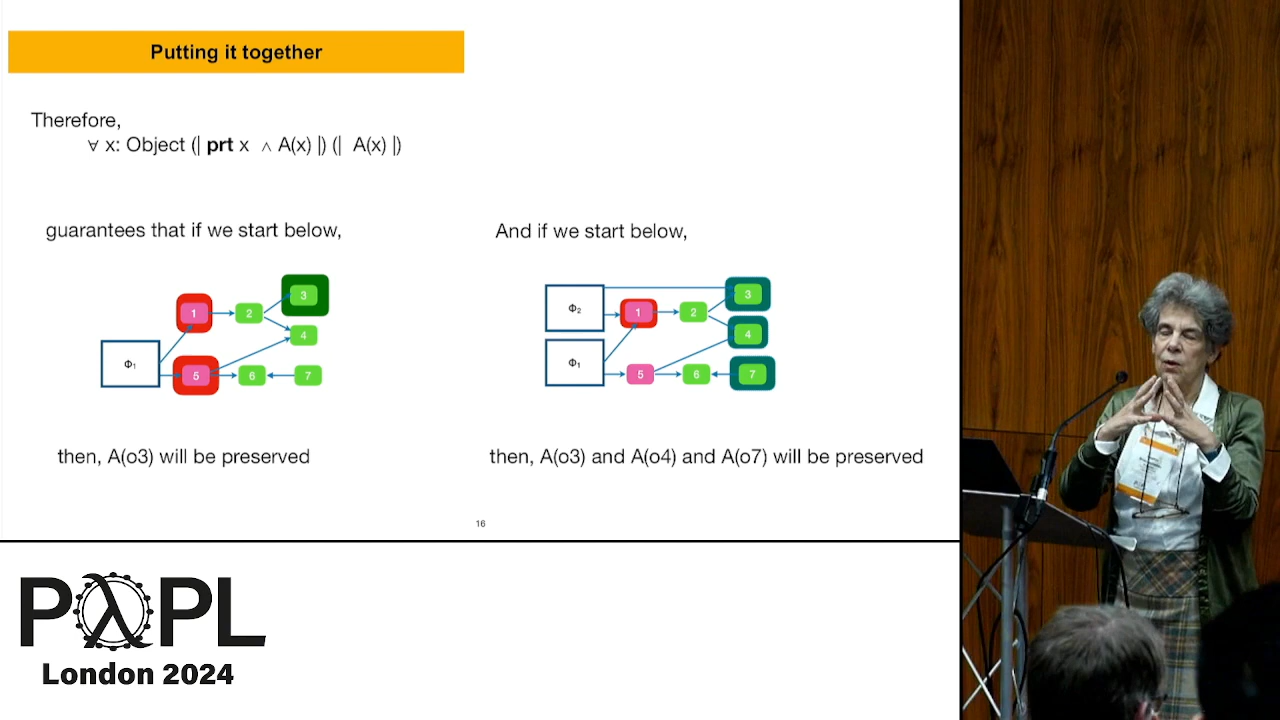 Putting it together
Therefore,
∀ x: Object (| prt x ∧ A(x) |) (| A(x) |)
guarantees that if we start below,
1
2
3
4
Φ₁
5
6
7
then, A(o3) will be preserved
And if we start below,
Φ₂
1
2
3
4
Φ₁
5
6
7
then, A(o3) and A(o4) and A(o7) will be preserved
16
PλPL
London 2024